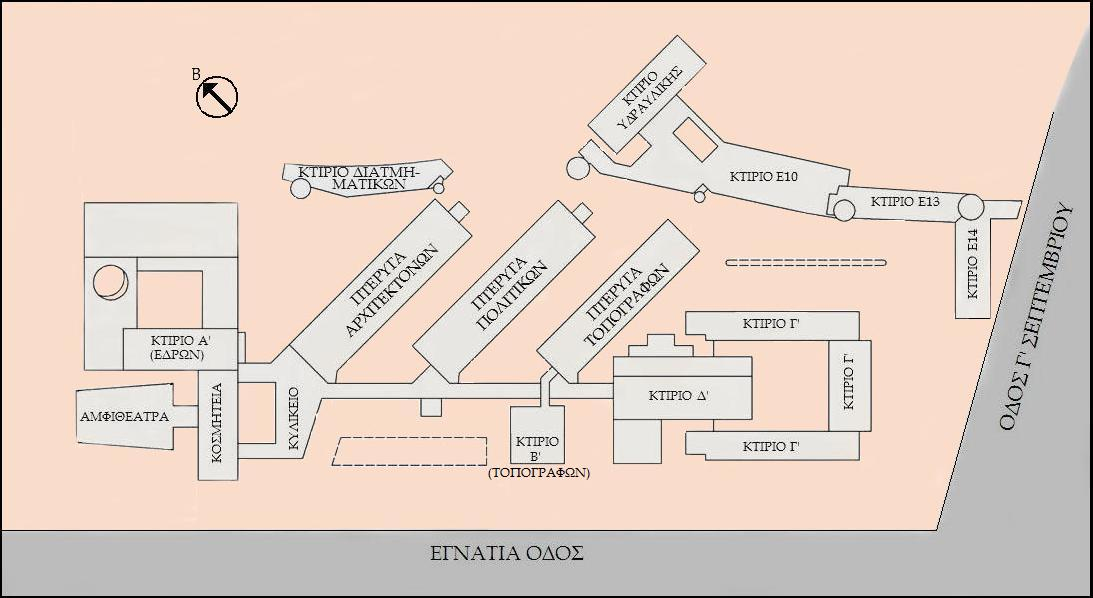 Β
ΚΤΙΡΙΟ
ΥΔΡΑΥΛΙΚΗΣ
ΚΤΙΡΙΟ ΔΙΑΤΜΗ-
ΜΑΤΙΚΩΝ
ΚΤΙΡΙΟ Ε10
ΚΤΙΡΙΟ Ε13
ΚΤΙΡΙΟ Ε14
ΠΤΕΡΥΓΑ
ΑΡΧΙΤΕΚΤΟΝΩΝ
ΠΤΕΡΥΓΑ
ΠΟΛΙΤΙΚΩΝ
ΠΤΕΡΥΓΑ
ΤΟΠΟΓΡΑΦΩΝ
ΟΔΟΣ Γ' ΣΕΠΤΕΜΒΡΙΟΥ
ΚΤΙΡΙΟ Α'
(ΕΔΡΩΝ)
ΚΤΙΡΙΟ Γ'
ΚΤΙΡΙΟ Γ'
ΚΤΙΡΙΟ Δ'
ΑΜΦΙΘΕΑΤΡΑ
ΚΟΣΜΗΤΕΙΑ
ΚΥΛΙΚΕΙΟ
ΚΤΙΡΙΟ
Β'
(ΤΟΠΟΓΡΑΦΩΝ)
ΚΤΙΡΙΟ Γ'
ΕΓΝΑΤΙΑ ΟΔΟΣ